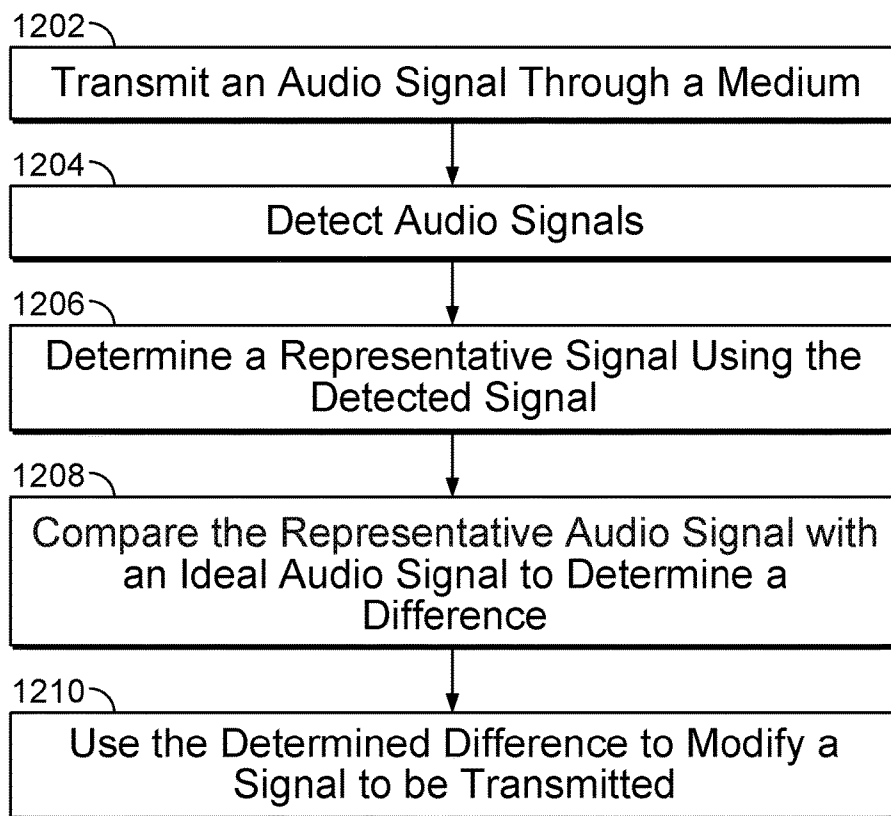 1202
Transmit an Audio Signal Through a Medium
1204
Detect Audio Signals
1206
Determine a Representative Signal Using the
Detected Signal
1208
Compare the Representative Audio Signal with
an Ideal Audio Signal to Determine a
Difference
1210
Use the Determined Difference to Modify a
Signal to be Transmitted